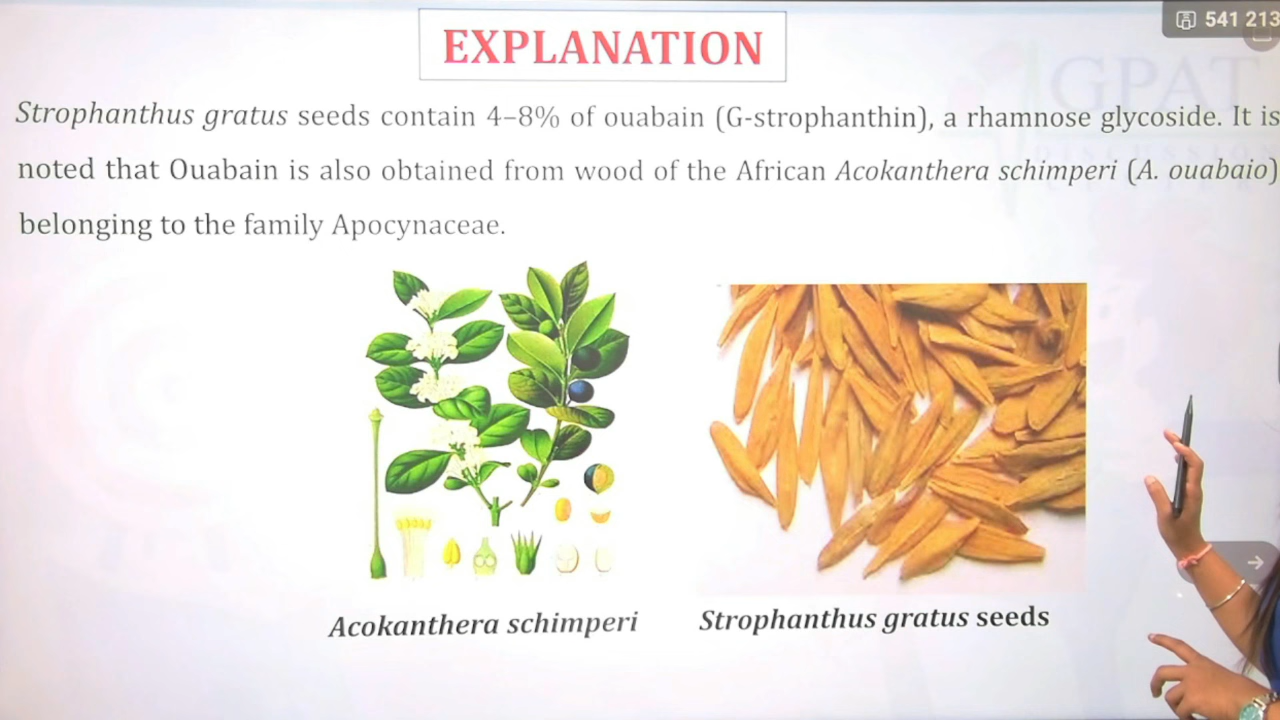 541 213
EXPLANATION
GPAT
Strophanthus gratus seeds contain 4–8% of ouabain (G-strophanthin), a rhamnose glycoside. It is
noted that Ouabain is also obtained from wood of the African Acokanthera schimperi (A. ouabaio)
belonging to the family Apocynaceae.
Acokanthera schimperi
Strophanthus gratus seeds